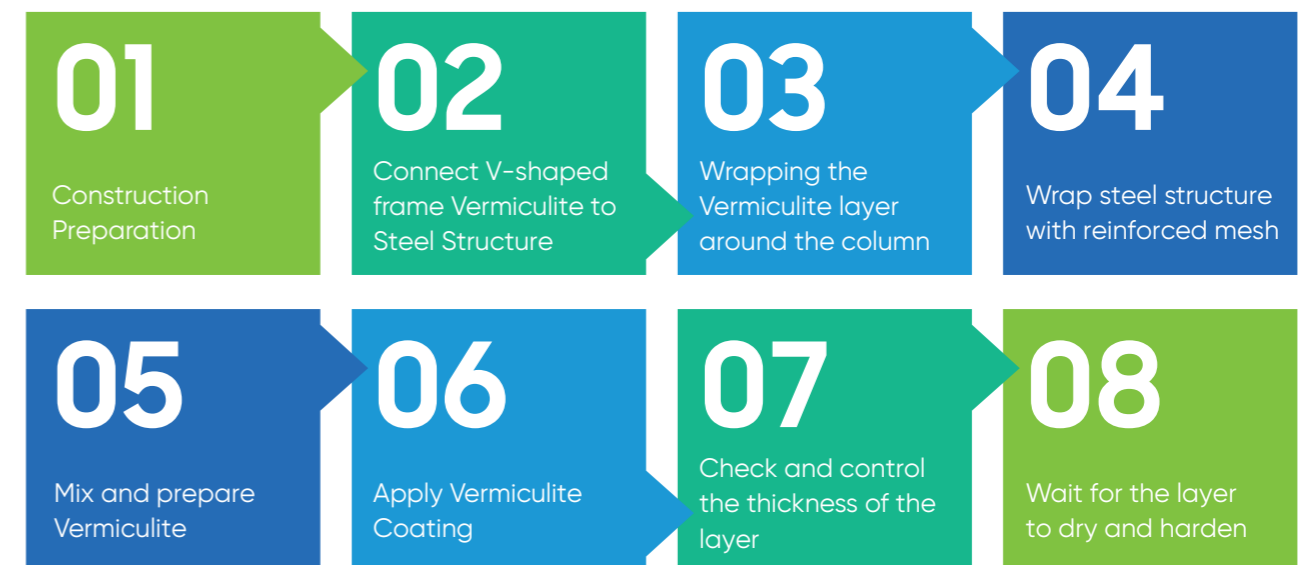 01
Construction
Preparation
02
Connect V-shaped
frame Vermiculite to
Steel Structure
03
Wrapping the
Vermiculite layer
around the column
04
Wrap steel structure
with reinforced mesh
05
Mix and prepare
Vermiculite
06
Apply Vermiculite
Coating
07
Check and control
the thickness of the
layer
08
Wait for the layer
to dry and harden